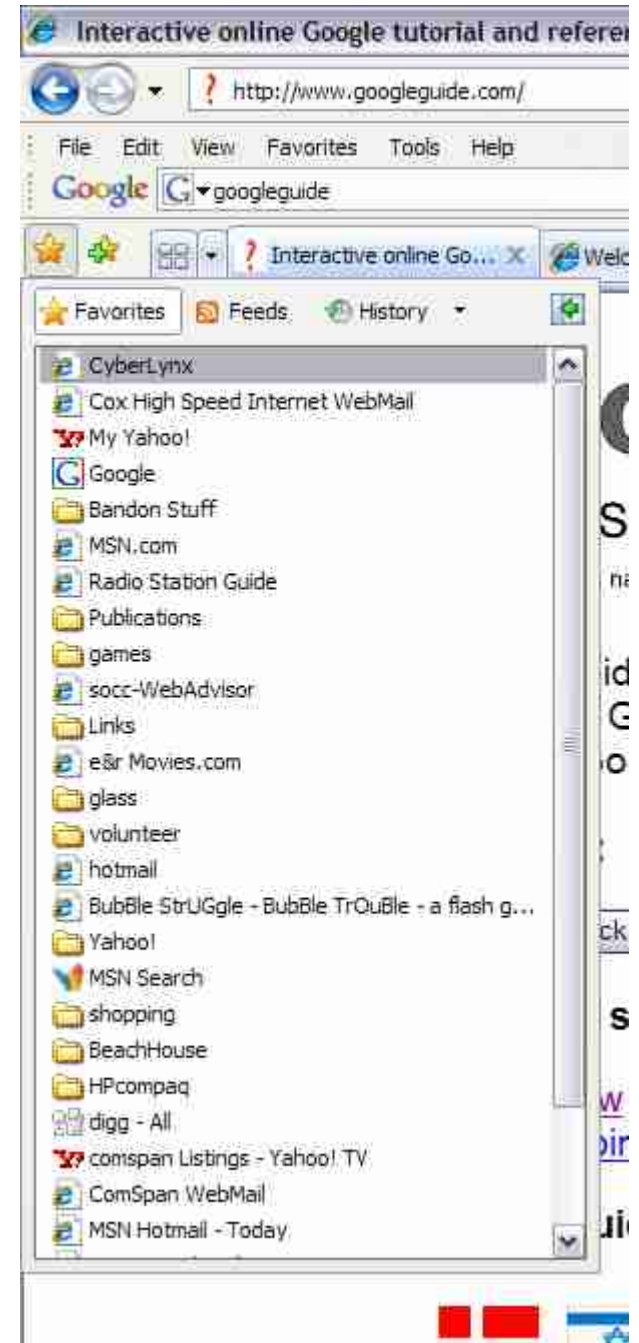 Interactive online Google tutorial and
http://www.googleguide.com/
File Edit View Favorites Tools Help
Google G googleguide
? Interactive online Go...
Favorites Feeds History
CyberLynx
Cox High Speed Internet WebMail
My Yahoo!
Google
Bandon Stuff
MSN.com
Radio Station Guide
Publications
games
socc-WebAdvisor
Links
e&r Movies.com
glass
volunteer
hotmail
BubBle StrUGgle - BubBle TrOuBle - a flash g...
Yahoo!
MSN Search
shopping
BeachHouse
HPcompaq
digg - All
comspan Listings - Yahoo! TV
ComSpan WebMail
MSN Hotmail - Today